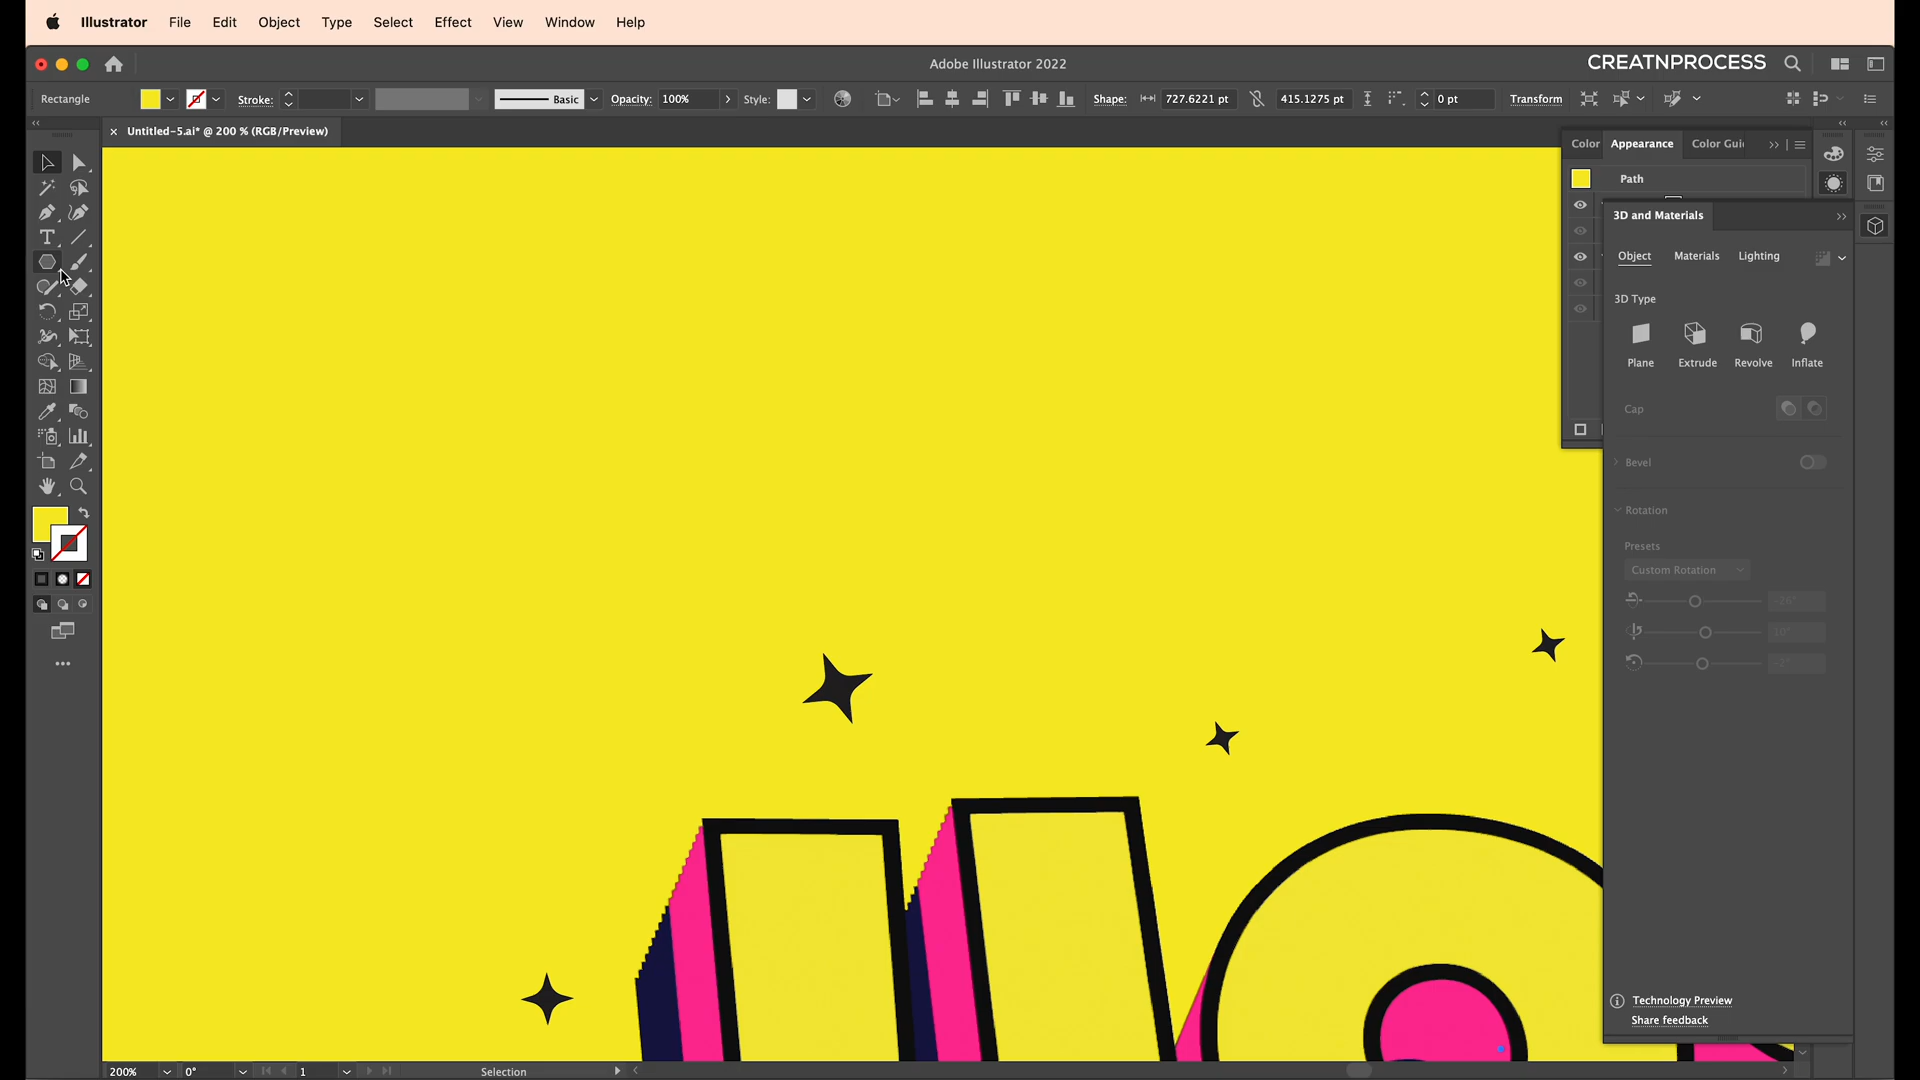 Illustrator File Edit Object Type Select Effect View Window Help
Adobe Illustrator 2022
CREATNPROCESS
Rectangle Stroke: Basic Opacity: 100% Style: Shape: 727.6221 pt 415.1275 pt 0 pt Transform
× Untitled-5.ai* @ 200 % (RGB/Preview)
Color Appearance Color Gui
Path
3D and Materials
Object Materials Lighting
3D Type
Plane Extrude Revolve Inflate
Cap
Bevel
Rotation
Presets
Custom Rotation
-26°
10°
-2°
Technology Preview
Share feedback
200% 0° 1 Selection